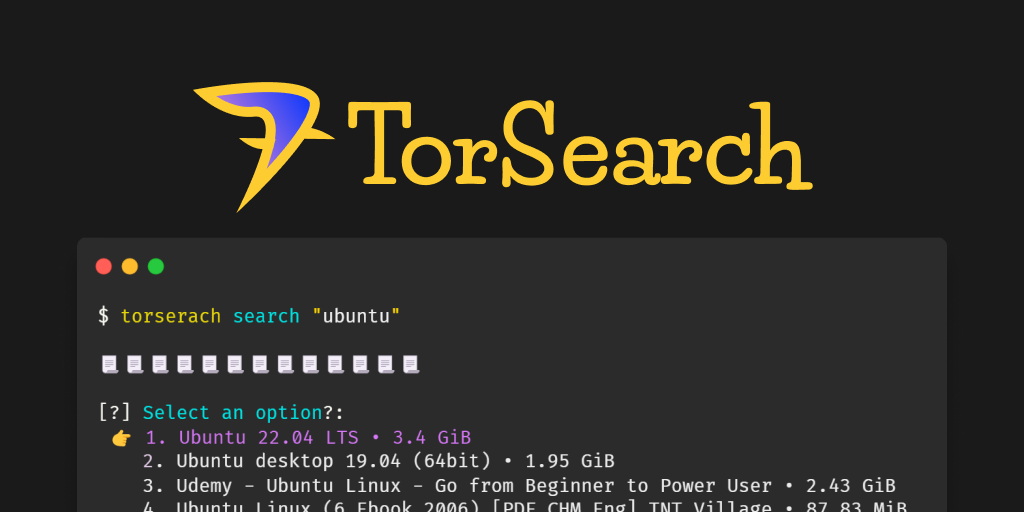 TorSearch
$ torserach search "ubuntu"
[?] Select an option?:
1. Ubuntu 22.04 LTS • 3.4 GiB
2. Ubuntu desktop 19.04 (64bit) • 1.95 GiB
3. Udemy - Ubuntu Linux - Go from Beginner to Power User • 2.43 GiB
4. Ubuntu Linux (6 Ebook 2006) [PDF CHM Eng] TNT Village • 87.83 MiB